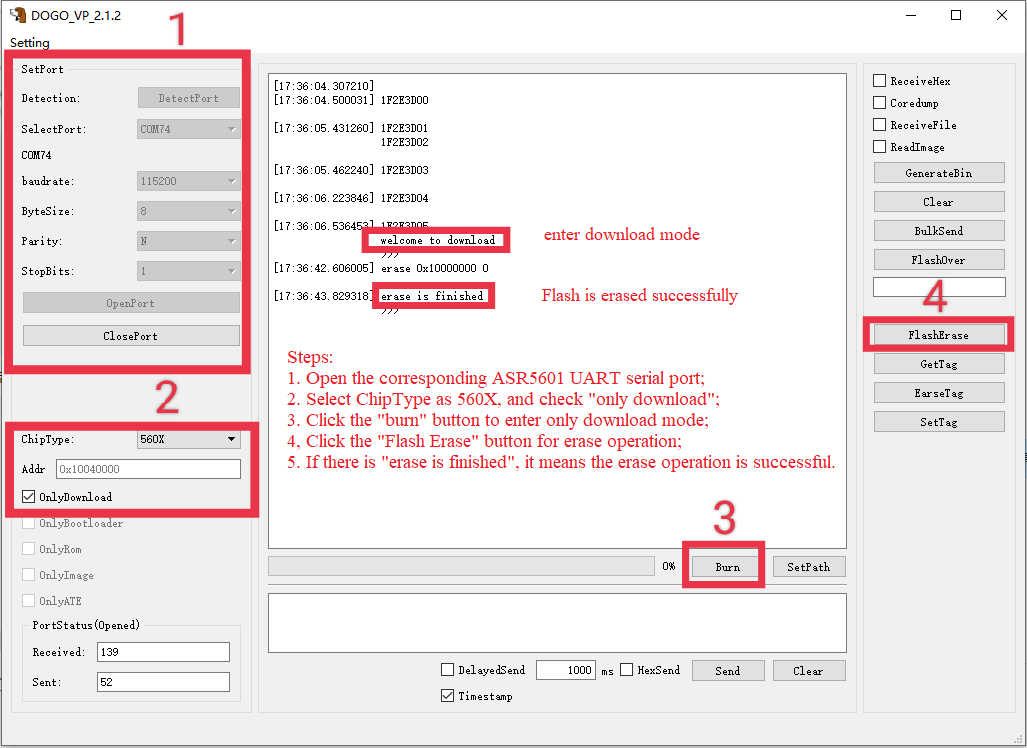 DOGO_VP_2.1.2
1
Setting
SetPort
Detection: DetectPort
SelectPort: COM74
COM74
baudrate: 115200
ByteSize: 8
Parity: N
StopBits: 1
OpenPort
ClosePort
2
ChipType: 560X
Addr 0x10040000
OnlyDownload
OnlyBootloader
OnlyRom
OnlyImage
OnlyATE
PortStatus(Opened)
Received: 139
Sent: 52
[17:36:04.307210]
[17:36:04.500031] 1F2E3D00
[17:36:05.431260] 1F2E3D01
1F2E3D02
[17:36:05.462240] 1F2E3D03
[17:36:06.223846] 1F2E3D04
[17:36:06.536453] 1F2E3D05
welcome to download
enter download mode
>>>
[17:36:42.606005] erase 0x10000000 0
[17:36:43.829318] erase is finished
Flash is erased successfully
>>>
Steps:
1. Open the corresponding ASR5601 UART serial port;
2. Select ChipType as 560X, and check "only download";
3. Click the "burn" button to enter only download mode;
4, Click the "Flash Erase" button for erase operation;
5. If there is "erase is finished", it means the erase operation is successful.
3
0% Burn SetPath
DelayedSend 1000 ms HexSend Send Clear
Timestamp
ReceiveHex
Coredump
ReceiveFile
ReadImage
GenerateBin
Clear
BulkSend
FlashOver
4
FlashErase
GetTag
EarseTag
SetTag